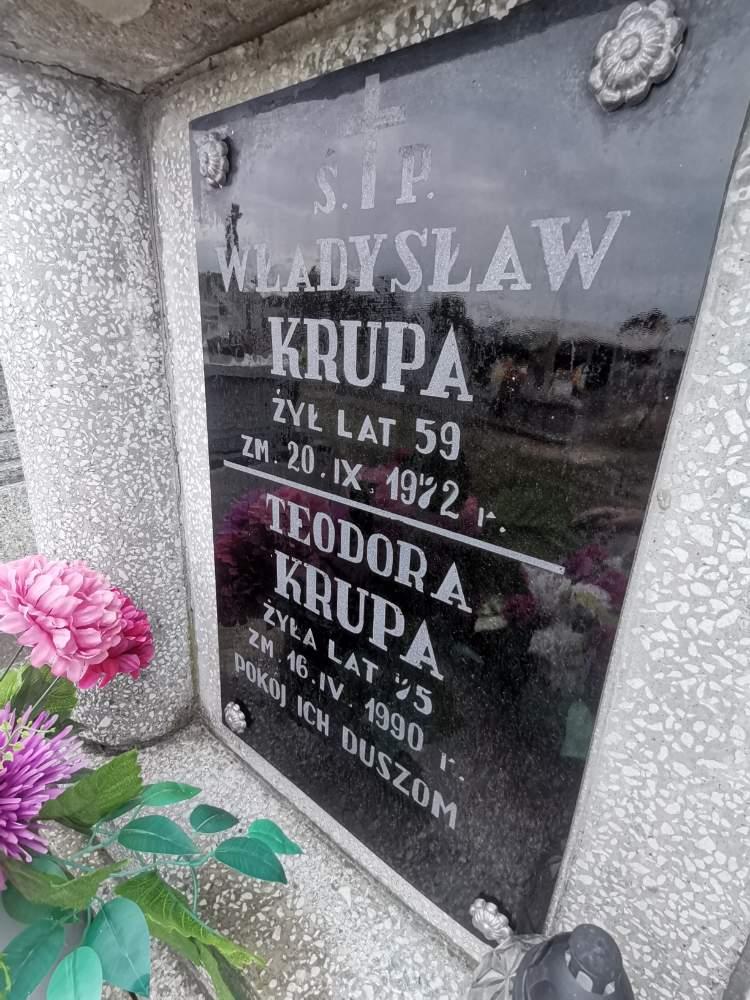 Ś. P.
WŁADYSŁAW
KRUPA
ŻYŁ LAT 59
ZM. 20. IX. 1972 r.
TEODORA
KRUPA
ŻYŁA LAT 75
ZM. 16. IV. 1990 r.
POKÓJ ICH DUSZOM